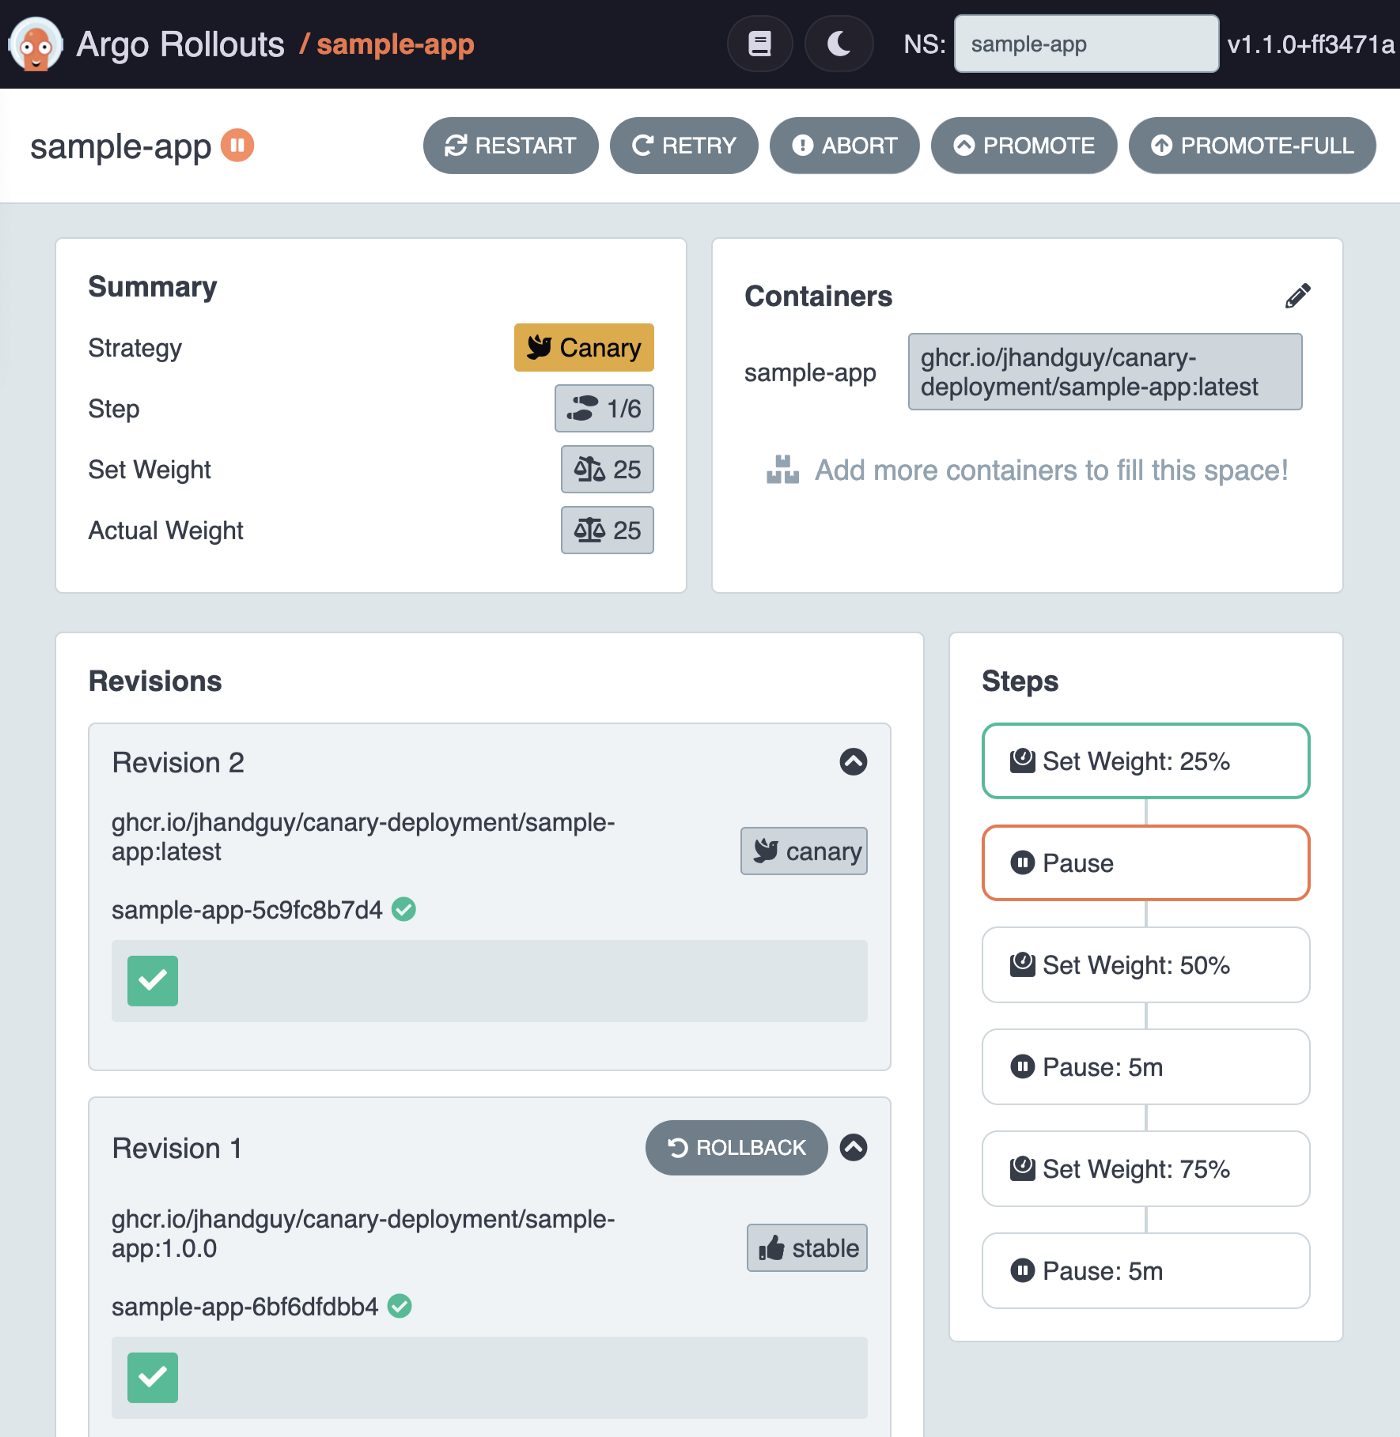 Argo Rollouts / sample-app
NS: sample-app v1.1.0+ff3471a
sample-app
RESTART RETRY ABORT PROMOTE PROMOTE-FULL
Summary
Strategy Canary
Step 1/6
Set Weight 25
Actual Weight 25
Containers
sample-app
ghcr.io/jhandguy/canary-
deployment/sample-app:latest
Add more containers to fill this space!
Revisions
Revision 2
ghcr.io/jhandguy/canary-deployment/sample-
app:latest
canary
sample-app-5c9fc8b7d4
Revision 1
ROLLBACK
ghcr.io/jhandguy/canary-deployment/sample-
app:1.0.0
stable
sample-app-6bf6dfdbb4
Steps
Set Weight: 25%
Pause
Set Weight: 50%
Pause: 5m
Set Weight: 75%
Pause: 5m